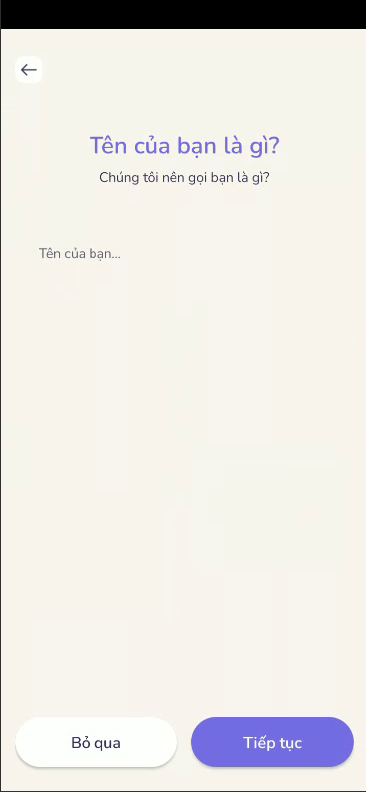 Tên của bạn là gì?
Chúng tôi nên gọi bạn là gì?
Tên của bạn...
Bỏ qua
Tiếp tục